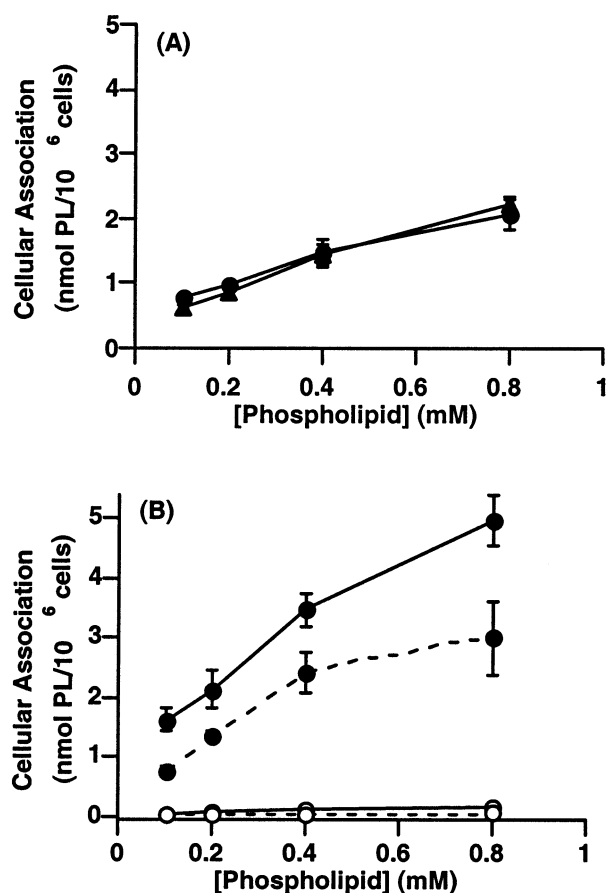 (A)
5
4
3
2
1
0
Cellular Association
(nmol PL/10 6 cells)
0 0.2 0.4 0.6 0.8 1
[Phospholipid] (mM)
(B)
5
4
3
2
1
0
Cellular Association
(nmol PL/10 6 cells)
0 0.2 0.4 0.6 0.8 1
[Phospholipid] (mM)